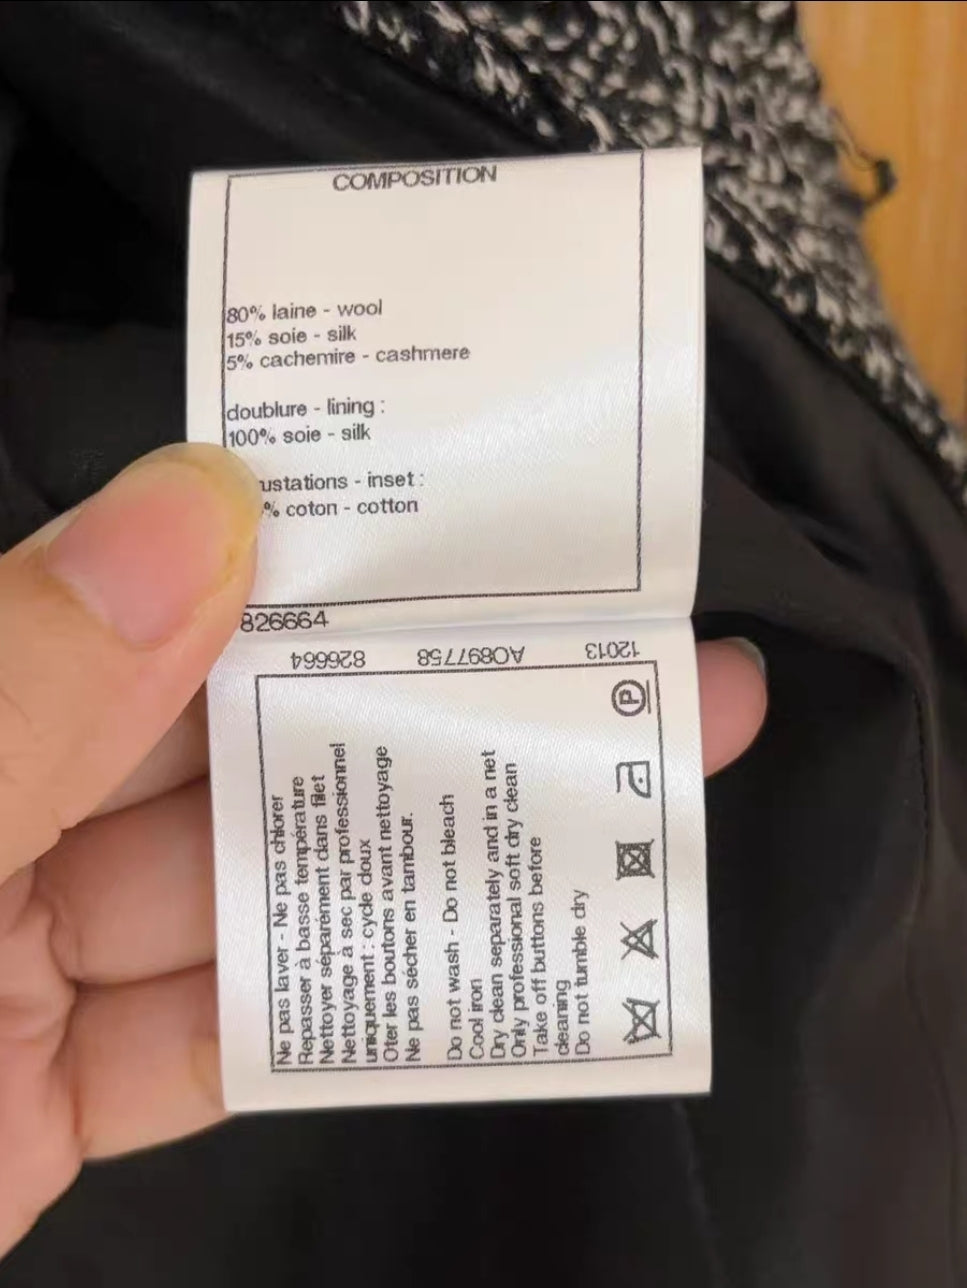 COMPOSITION
80% laine - wool
15% soie - silk
5% cachemire - cashmere
doublure - lining :
100% soie - silk
ustations - inset :
% coton - cotton
826664
12013 AO897758 826664
Ne pas laver - Ne pas chlorer
Repasser à basse température
Nettoyer séparément dans filet
Nettoyage à sec par professionnel
uniquement : cycle doux
Oter les boutons avant nettoyage
Ne pas sécher en tambour.
Do not wash - Do not bleach
Cool iron
Dry clean separately and in a net
Only professional soft dry clean
Take off buttons before
cleaning
Do not tumble dry
P